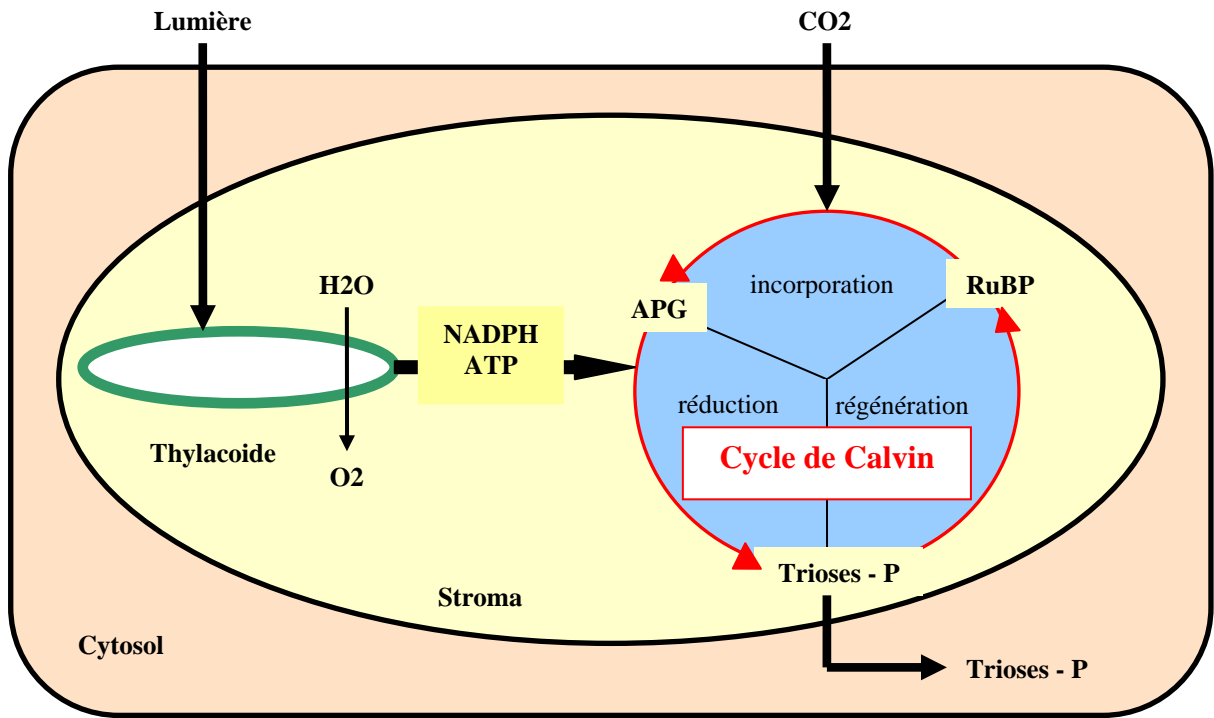 Lumière
CO2
H2O
incorporation
RuBP
APG
NADPH
ATP
réduction
régénération
Thylacoide
O2
Cycle de Calvin
Trioses - P
Stroma
Cytosol
Trioses - P